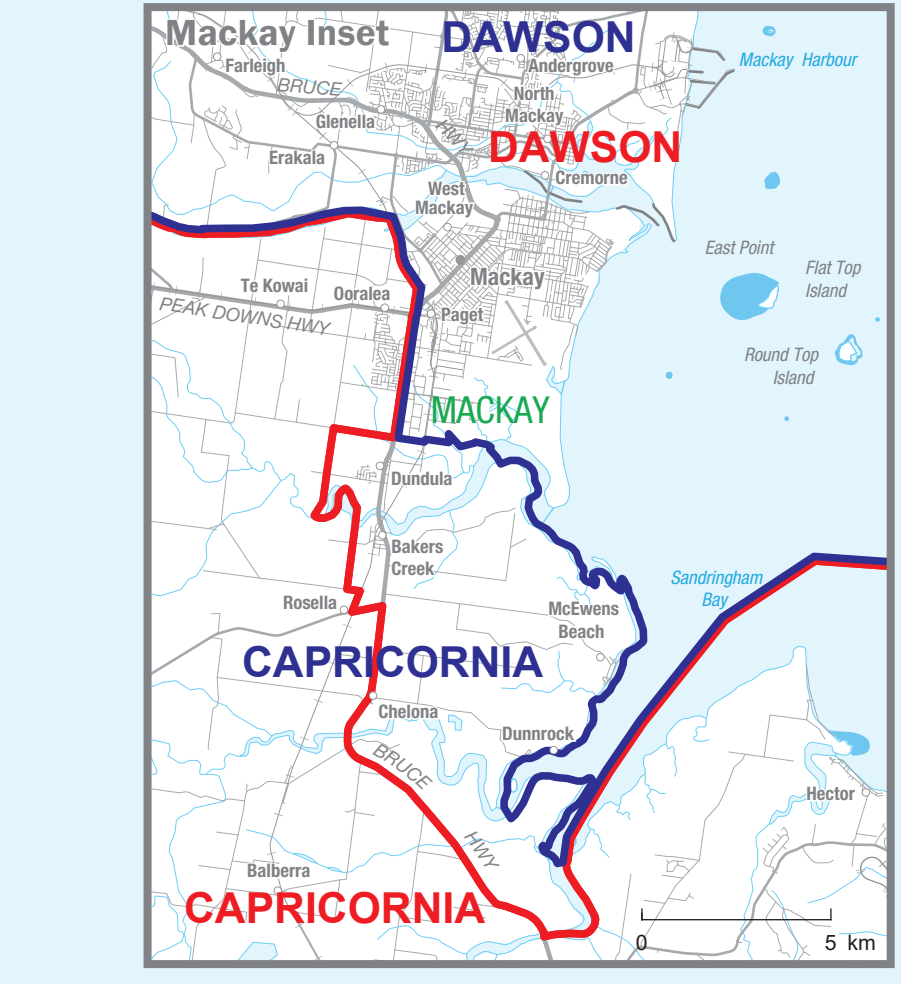 Mackay Inset
DAWSON
Farleigh
Andergrove
Mackay Harbour
BRUCE
North
Mackay
Glenella
HWY
DAWSON
Erakala
Cremorne
West
Mackay
East Point
Flat Top
Island
Mackay
Te Kowai
Ooralea
PEAK DOWNS HWY
Paget
Round Top
Island
MACKAY
Dundula
Bakers
Creek
Sandringham
Bay
Rosella
McEwens
Beach
CAPRICORNIA
Chelona
Dunnrock
BRUCE
Hector
HWY
Balberra
CAPRICORNIA
0 5 km